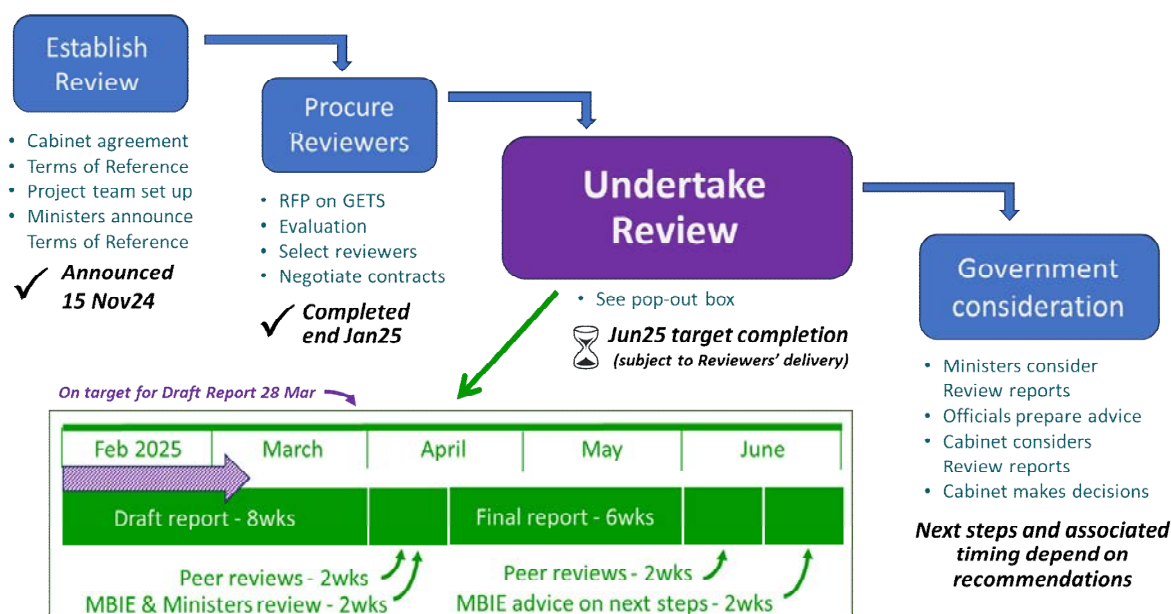 Establish
Review
• Cabinet agreement
• Terms of Reference
• Project team set up
• Ministers announce
Terms of Reference
Announced
15 Nov24
Procure
Reviewers
• RFP on GETS
• Evaluation
• Select reviewers
• Negotiate contracts
Completed
end Jan25
Undertake
Review
• See pop-out box
Jun25 target completion
(subject to Reviewers' delivery)
Government
consideration
• Ministers consider
Review reports
• Officials prepare advice
• Cabinet considers
Review reports
• Cabinet makes decisions
Next steps and associated
timing depend on
recommendations
On target for Draft Report 28 Mar
Feb 2025 March April May June
Draft report - 8wks Final report - 6wks
Peer reviews - 2wks Peer reviews - 2wks
MBIE & Ministers review - 2wks MBIE advice on next steps - 2wks